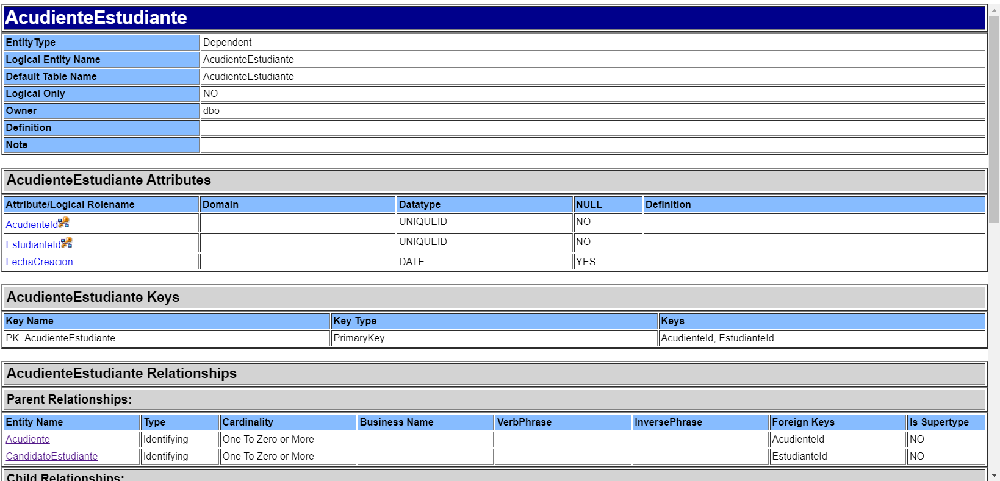 AcudienteEstudiante
EntityType Dependent
Logical Entity Name AcudienteEstudiante
Default Table Name AcudienteEstudiante
Logical Only NO
Owner dbo
Definition
Note
AcudienteEstudiante Attributes
Attribute/Logical Rolename Domain Datatype NULL Definition
AcudienteId UNIQUEID NO
EstudianteId UNIQUEID NO
FechaCreacion DATE YES
AcudienteEstudiante Keys
Key Name Key Type Keys
PK_AcudienteEstudiante PrimaryKey AcudienteId, EstudianteId
AcudienteEstudiante Relationships
Parent Relationships:
Entity Name Type Cardinality Business Name VerbPhrase InversePhrase Foreign Keys Is Supertype
Acudiente Identifying One To Zero or More AcudienteId NO
CandidatoEstudiante Identifying One To Zero or More EstudianteId NO
Child Relationships: